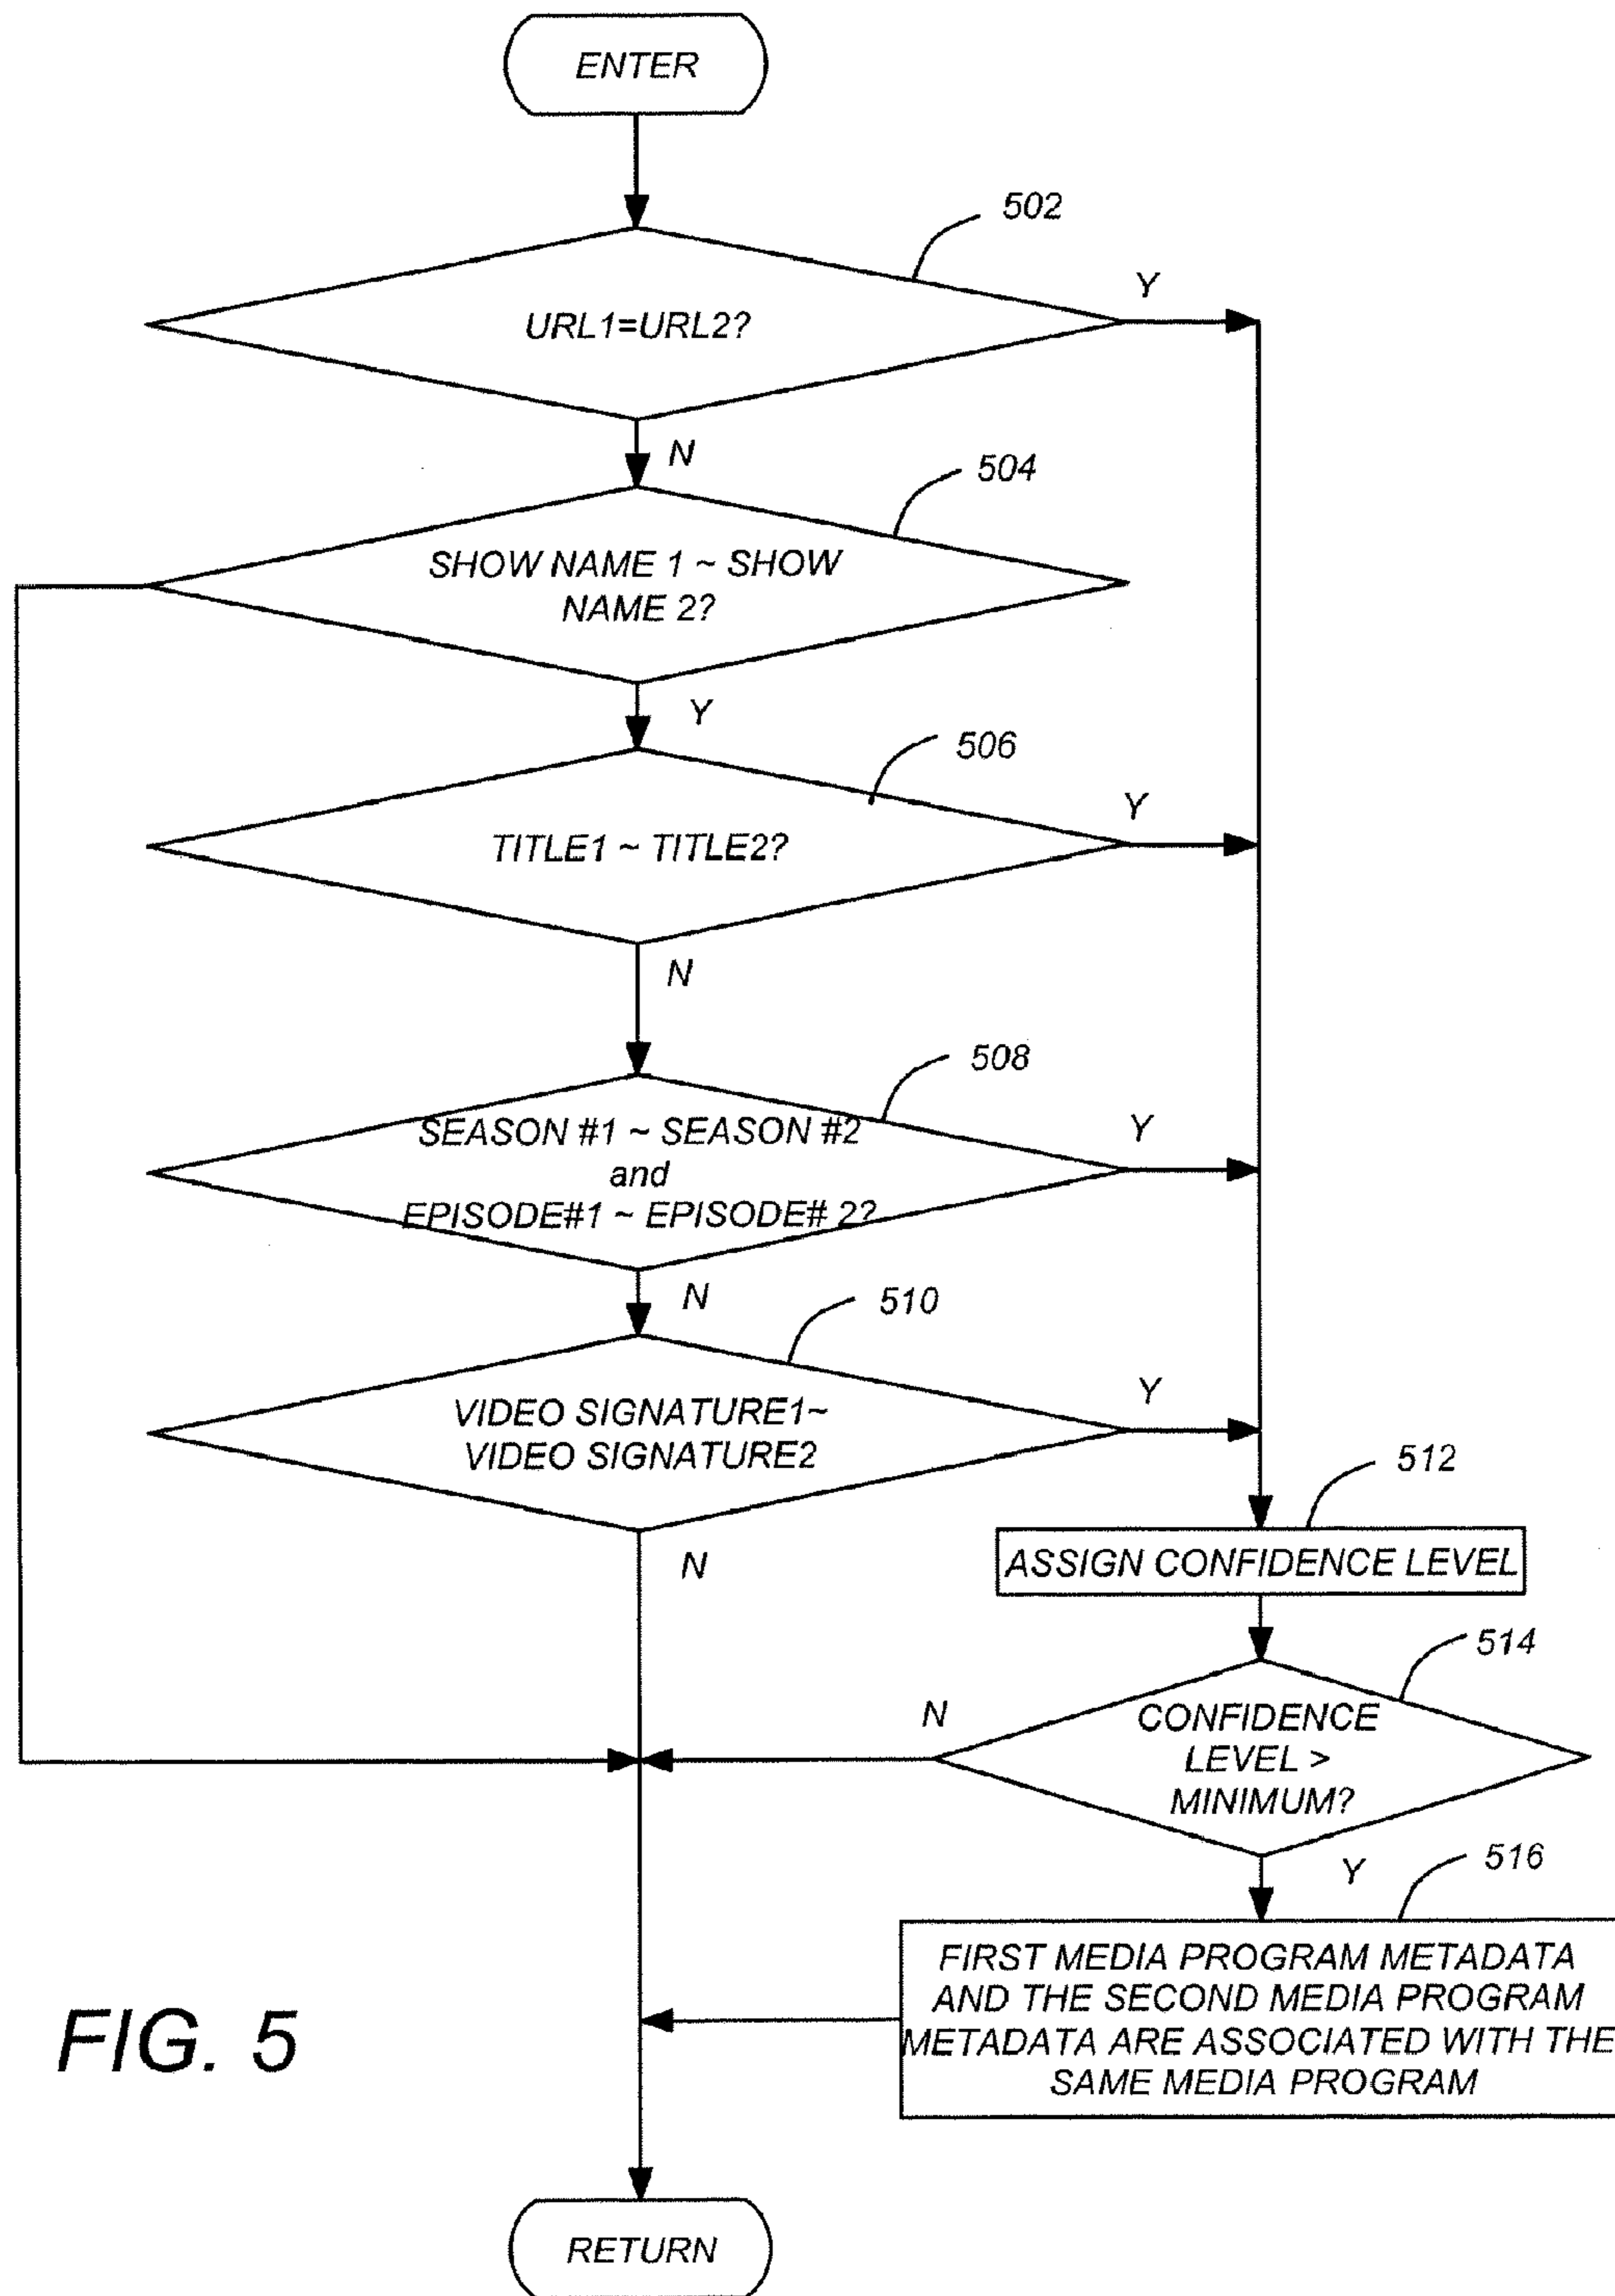 ENTER
502
URL1=URL2?
Y
N
504
SHOW NAME 1 ~ SHOW
NAME 2?
Y
506
TITLE1 ~ TITLE2?
Y
N
508
SEASON #1 ~ SEASON #2
and
EPISODE#1 ~ EPISODE# 2?
Y
N
510
VIDEO SIGNATURE1~
VIDEO SIGNATURE2
Y
N
512
ASSIGN CONFIDENCE LEVEL
514
CONFIDENCE
LEVEL >
MINIMUM?
N
Y
516
FIRST MEDIA PROGRAM METADATA
AND THE SECOND MEDIA PROGRAM
METADATA ARE ASSOCIATED WITH THE
SAME MEDIA PROGRAM
FIG. 5
RETURN